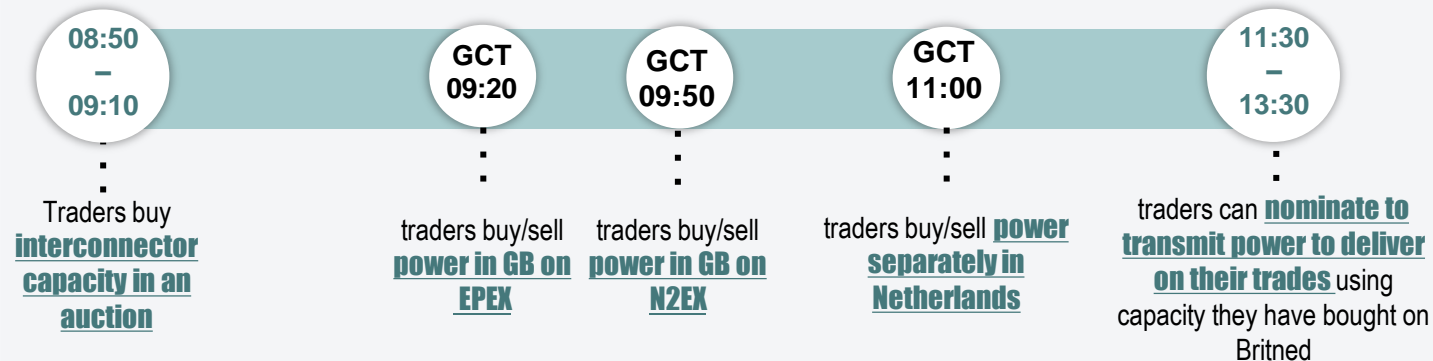 08:50
–
09:10
GCT
09:20
GCT
09:50
GCT
11:00
11:30
–
13:30
Traders buy
interconnector
capacity in an
auction
traders buy/sell
power in GB on
EPEX
traders buy/sell
power in GB on
N2EX
traders buy/sell power
separately in
Netherlands
traders can nominate to
transmit power to deliver
on their trades using
capacity they have bought on
Britned